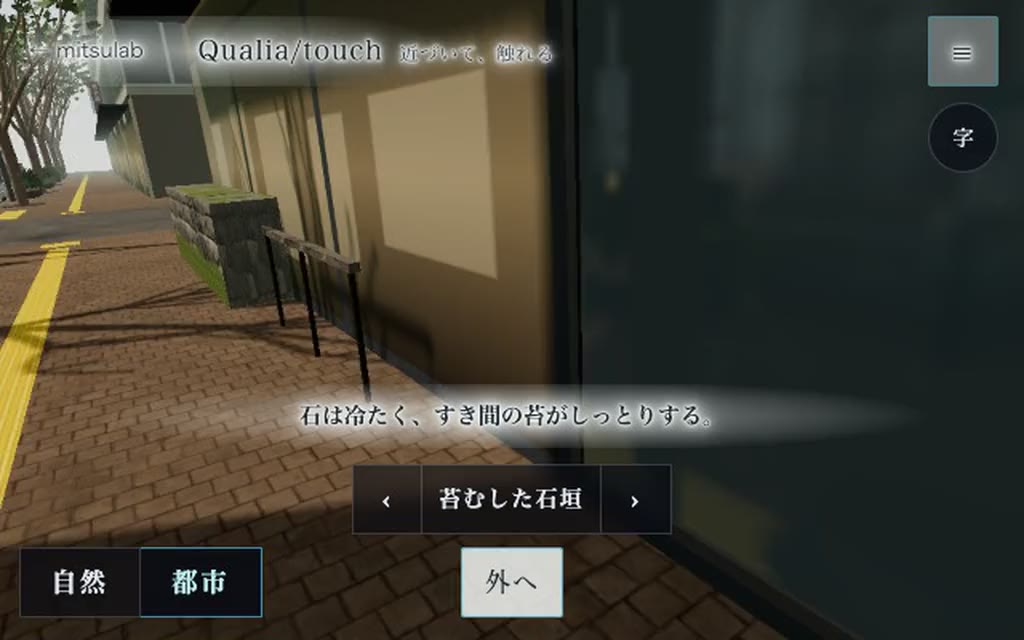 ← mitsulab
Qualia/touch 近づいて、触れる
≡
字
石は冷たく、すき間の苔がしっとりする。
‹ 苔むした石垣 ›
自然 都市
外へ